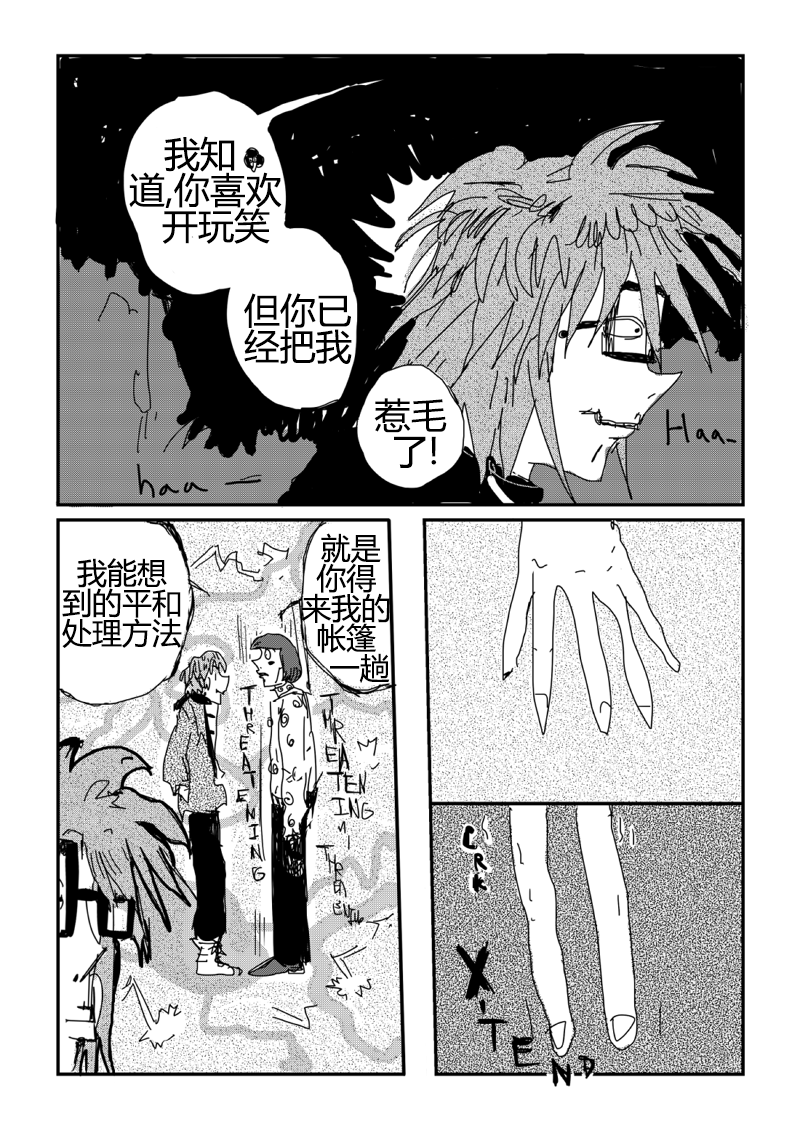 我知
道,你喜欢
开玩笑
但你已
经把我
惹毛
了!
Haa-
haa—
就是
你得
来我的
帐篷
一趟
我能想
到的平和
处理方法
THREATENING
THREATENING
CRK
X'TEND